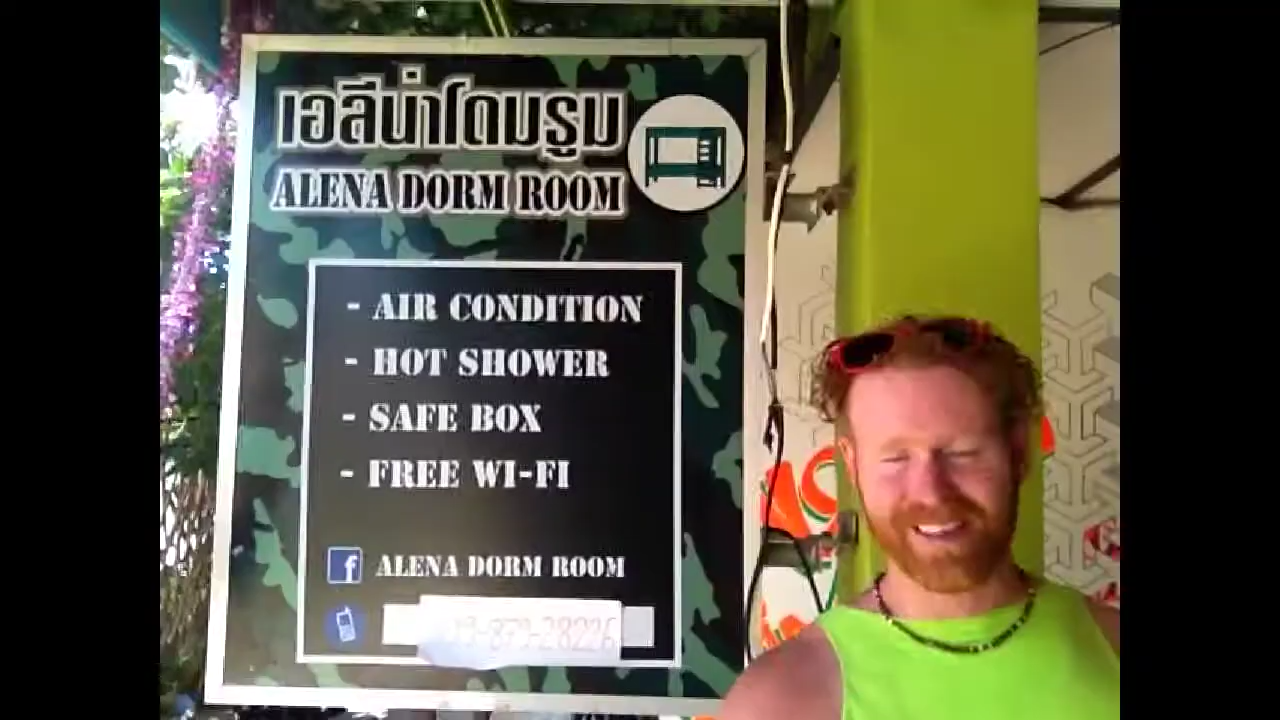 เอลีน่าโดมรูม
ALENA DORM ROOM
- AIR CONDITION
- HOT SHOWER
- SAFE BOX
- FREE WI-FI
f ALENA DORM ROOM